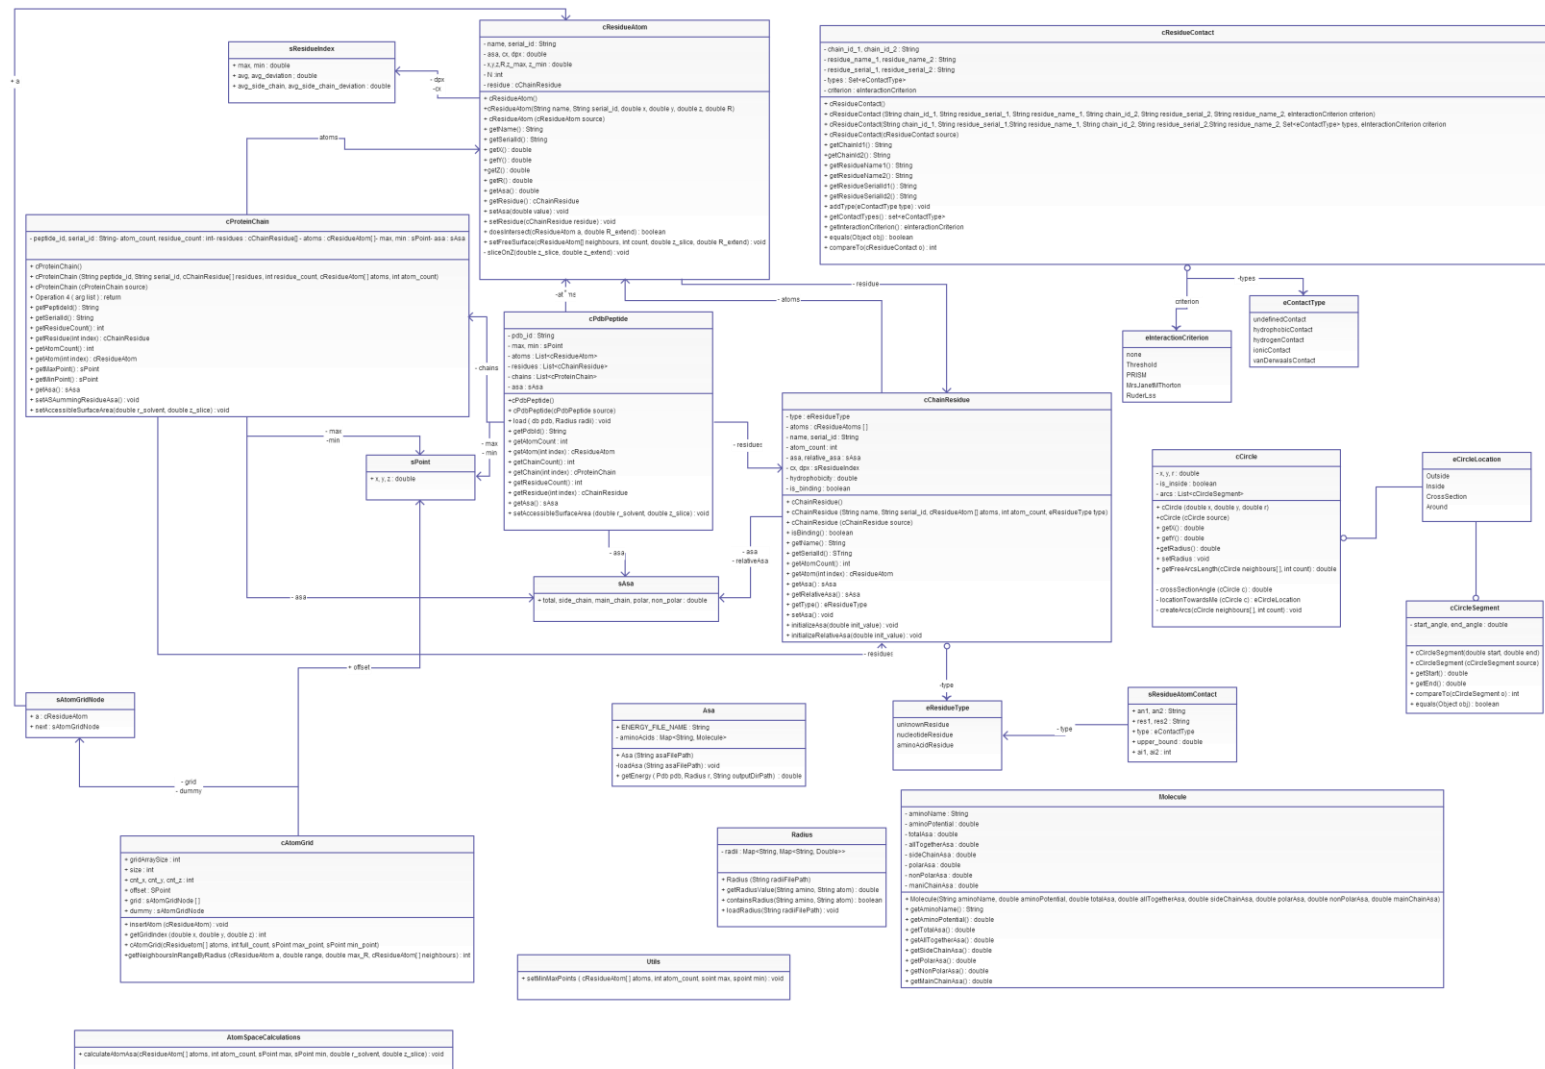 cResidueAtom
- name, serial_id : String
- asa, cx, dpx : double
- x,y,z,R,z_max, z_min : double
- N :int
- residue : cChainResidue
+ cResidueAtom()
+cResidueAtom(String name, String serial_id, double x, double y, double z, double R)
+ cResidueAtom (cResidueAtom source)
+ getName() : String
+ getSerialId() : String
+ getX() : double
+ getY() : double
+getZ() : double
+ getR() : double
+ getAsa() : double
+ getResidue() : cChainResidue
+ setAsa(double value) : void
+ setResidue(cChainResidue residue) : void
+ doesIntersect(cResidueAtom a, double R_extend) : boolean
+ setFreeSurface(cResidueAtom[] neighbours, int count, double z_slice, double R_extend) : void
- sliceOnZ(double z_slice, double z_extend) : void
sResidueIndex
+ max, min : double
+ avg, avg_deviation : double
+ avg_side_chain, avg_side_chain_deviation : double
+ a
- dpx
-cx
atoms
cResidueContact
- chain_id_1, chain_id_2 : String
- residue_name_1, residue_name_2 : String
- residue_serial_1, residue_serial_2 : String
- types : Set<eContactType>
- criterion : eInteractionCriterion
+ cResidueContact()
+ cResidueContact (String chain_id_1, String residue_serial_1, String residue_name_1, String chain_id_2, String residue_serial_2, String residue_name_2, eInteractionCriterion criterion)
+ cResidueContact(String chain_id_1, String residue_serial_1,String residue_name_1, String chain_id_2, String residue_serial_2,String residue_name_2, Set<eContactType> types, eInteractionCriterion criterion
+ cResidueContact(cResidueContact source)
+ getChainId1() : String
+getChainId2() : String
+ getResidueName1() : String
+ getResidueName2() : String
+ getResidueSerialId1() : String
+ getResidueSerialId2() : String
+ addType(eContactType type) : void
+ getContactTypes() : set<eContactType>
+ getInteractionCriterion() : eInteractionCriterion
+ equals(Object obj) : boolean
+ compareTo(cResidueContact o) : int
-types
criterion
eContactType
undefinedContact
hydrophobicContact
hydrogenContact
ionicContact
vanDerwaalsContact
eInteractionCriterion
none
Threshold
PRISM
MrsJanetMThorton
RuderLss
cProteinChain
- peptide_id, serial_id : String- atom_count, residue_count : int- residues : cChainResidue[] - atoms : cResidueAtom[ ]- max, min : sPoint- asa : sAsa
+ cProteinChain()
+ cProteinChain (String peptide_id, String serial_id, cChainResidue[ ] residues, int residue_count, cResidueAtom[ ] atoms, int atom_count)
+ cProteinChain (cProteinChain source)
+ Operation 4 ( arg list ) : return
+ getPeptideId() : String
+ getSerialId() : String
+ getResidueCount() : int
+ getResidue(int index) : cChainResidue
+ getAtomCount() : int
+ getAtom(int index) : cResidueAtom
+ getMaxPoint() : sPoint
+ getMinPoint() : sPoint
+ getAsa() : sAsa
+ setASAummingResidueAsa() : void
+ setAccessibleSurfaceArea(double r_solvent, double z_slice) : void
- residue
- atoms
- chains
cPdbPeptide
- pdb_id : String
- max, min : sPoint
- atoms : List<cResidueAtom>
- residues : List<cChainResidue>
- chains : List<cProteinChain>
- asa : sAsa
+cPdbPeptide()
+ cPdbPeptide(cPdbPeptide source)
+ load ( db pdb, Radius radii) : void
+ getPdbId() : String
+ getAtomCount : int
+ getAtom(int index) : cResidueAtom
+ getChainCount() : int
+ getChain(int index) : cProteinChain
+ getResidueCount() : int
+ getResidue(int index) : cChainResidue
+ getAsa() : sAsa
+ setAccessibleSurfaceArea (double r_solvent, double z_slice) : void
- max
-min
- max
- min
sPoint
+ x, y, z : double
- residues
cChainResidue
- type : eResidueType
- atoms : cResidueAtoms [ ]
- name, serial_id : String
- atom_count : int
- asa, relative_asa : sAsa
- cx, dpx : sResidueIndex
- hydrophobicity : double
- is_binding : boolean
+ cChainResidue()
+ cChainResidue (String name, String serial_id, cResidueAtom [] atoms, int atom_count, eResidueType type)
+ cChainResidue (cChainResidue source)
+ isBinding() : boolean
+ getName() : String
+ getSerialId() : STring
+ getAtomCount() : int
+ getAtom(int index) : cResidueAtom
+ getAsa() : sAsa
+ getRelativeAsa() : sAsa
+ getType() : eResidueType
+ setAsa() : void
+ initializeAsa(double init_value) : void
+ initializeRelativeAsa(double init_value) : void
- asa
- asa
- relativeAsa
sAsa
+ total, side_chain, main_chain, polar, non_polar : double
- asa
- residues
+ offset
cCircle
- x, y, r : double
- is_inside : boolean
- arcs : List<cCircleSegment>
+ cCircle (double x, double y, double r)
+cCircle (cCircle source)
+ getX() : double
+ getY() : double
+getRadius() : double
+ setRadius : void
+ getFreeArcsLength(cCircle neighbours[ ], int count) : double
- crossSectionAngle (cCircle c) : double
- locationTowardsMe (cCircle c) : eCircleLocation
- createArcs(cCircle neighbours[ ], int count) : void
eCircleLocation
Outside
Inside
CrossSection
Around
cCircleSegment
- start_angle, end_angle : double
+ cCircleSegment(double start, double end)
+ cCircleSegment (cCircleSegment source)
+ getStart() : double
+ getEnd() : double
+ compareTo(cCircleSegment o) : int
+ equals(Object obj) : boolean
sAtomGridNode
+ a : cResidueAtom
+ next : sAtomGridNode
-type
eResidueType
unknownResidue
nucleotideResidue
aminoAcidResidue
- type
sResidueAtomContact
+ an1, an2 : String
+ res1, res2 : String
+ type : eContactType
+ upper_bound : double
+ ai1, ai2 : int
Asa
+ ENERGY_FILE_NAME : String
- aminoAcids : Map<String, Molecule>
+ Asa (String asaFilePath)
-loadAsa (String asaFilePath) : void
+ getEnergy ( Pdb pdb, Radius r, String outputDirPath) : double
- grid
- dummy
cAtomGrid
+ gridArraySize : int
+ size : int
+ cnt_x, cnt_y, cnt_z : int
+ offset : SPoint
+ grid : sAtomGridNode [ ]
+ dummy : sAtomGridNode
+ insertAtom (cResidueAtom) : void
+ getGridIndex (double x, double y, double z) : int
+ cAtomGrid(cResiduetom[ ] atoms, int full_count, sPoint max_point, sPoint min_point)
+getNeighboursInRangeByRadius (cResidueAtom a, double range, double max_R, cResidueAtom[ ] neighbours) : int
Radius
- radii : Map<String, Map<String, Double>>
+ Radius (String radiiFilePath)
+ getRadiusValue(String amino, String atom) : double
+ containsRadius(String amino, String atom) : boolean
+ loadRadius(String radiiFilePath) : void
Molecule
- aminoName : String
- aminoPotential : double
- totalAsa : double
- allTogetherAsa : double
- sideChainAsa : double
- polarAsa : double
- nonPolarAsa : double
- maniChainAsa : double
+ Molecule(String aminoName, double aminoPotential, double totalAsa, double allTogetherAsa, double sideChainAsa, double polarAsa, double nonPolarAsa, double mainChainAsa)
+ getAminoName() : String
+ getAminoPotential() : double
+ getTotalAsa() : double
+ getAllTogetherAsa() : double
+ getSideChainAsa() : double
+ getPolarAsa() : double
+ getNonPolarAsa() : double
+ getMainChainAsa() : double
Utils
+ setMinMaxPoints ( cResidueAtom[] atoms, int atom_count, soint max, spoint min) : void
AtomSpaceCalculations
+ calculateAtomAsa(cResidueAtom[ ] atoms, int atom_count, sPoint max, sPoint min, double r_solvent, double z_slice) : void